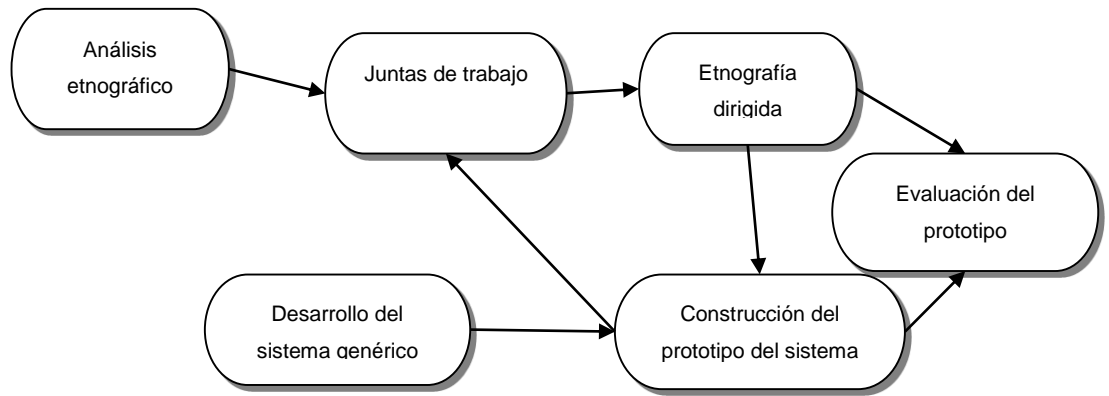 Análisis
etnográfico
Juntas de trabajo
Etnografía
dirigida
Evaluación del
prototipo
Desarrollo del
sistema genérico
Construcción del
prototipo del sistema